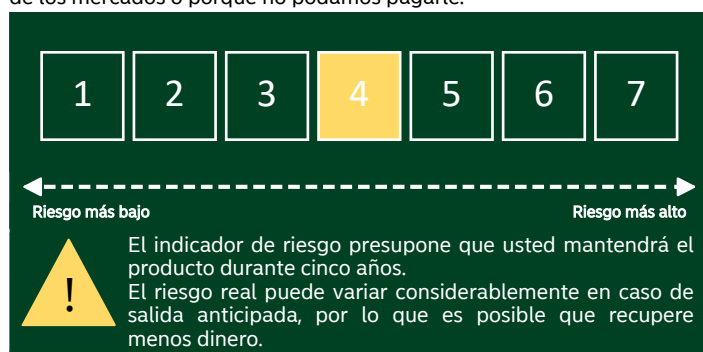 de los mercados o porque no podamos pagarle.
1 2 3 4 5 6 7
Riesgo más bajo Riesgo más alto
! El indicador de riesgo presupone que usted mantendrá el
producto durante cinco años.
El riesgo real puede variar considerablemente en caso de
salida anticipada, por lo que es posible que recupere
menos dinero.